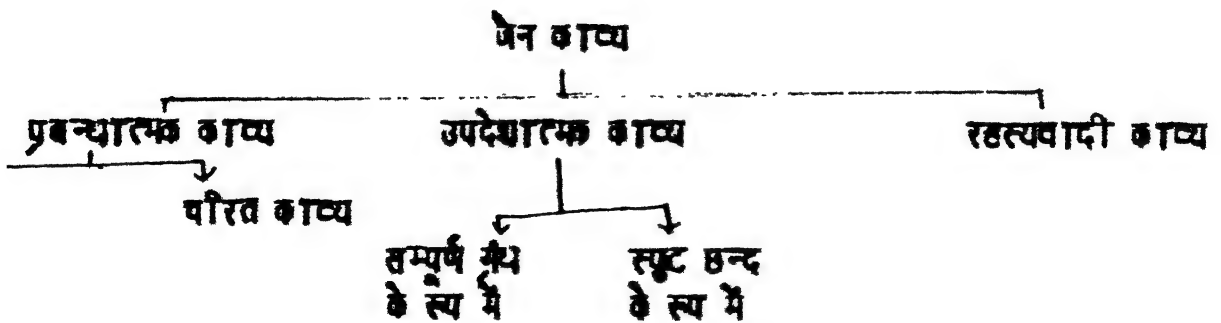 जैन काव्य
प्रबन्धात्मक काव्य उपदेशात्मक काव्य रहस्यवादी काव्य
चरित काव्य
सम्पूर्ण ग्रंथ स्फुट छन्द
के रूप में के रूप में